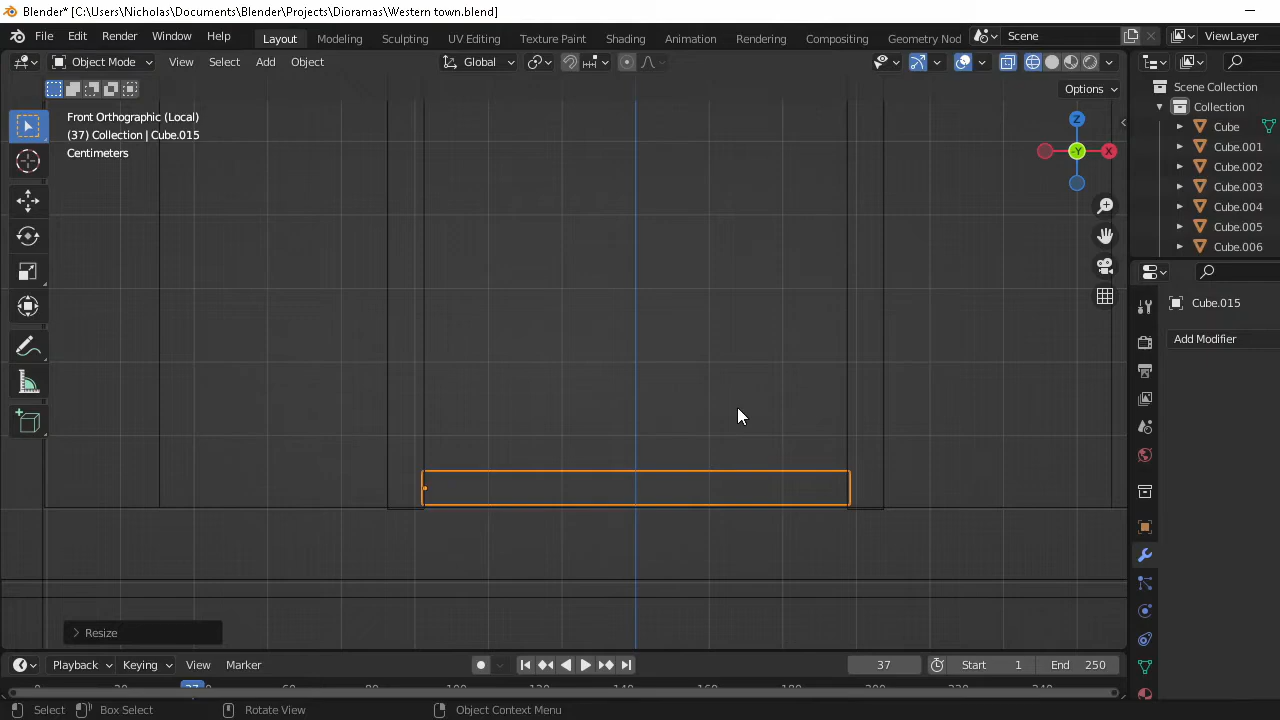 Blender* [C:\Users\Nicholas\Documents\Blender\Projects\Dioramas\Western town.blend]
File Edit Render Window Help Layout Modeling Sculpting UV Editing Texture Paint Shading Animation Rendering Compositing Geometry Nod Scene ViewLayer
Object Mode View Select Add Object Global
Options
Front Orthographic (Local)
(37) Collection | Cube.015
Centimeters
Z
-Y
X
Scene Collection
Collection
Cube
Cube.001
Cube.002
Cube.003
Cube.004
Cube.005
Cube.006
Cube.015
Add Modifier
Resize
Playback Keying View Marker 37 Start 1 End 250
Select Box Select Rotate View Object Context Menu